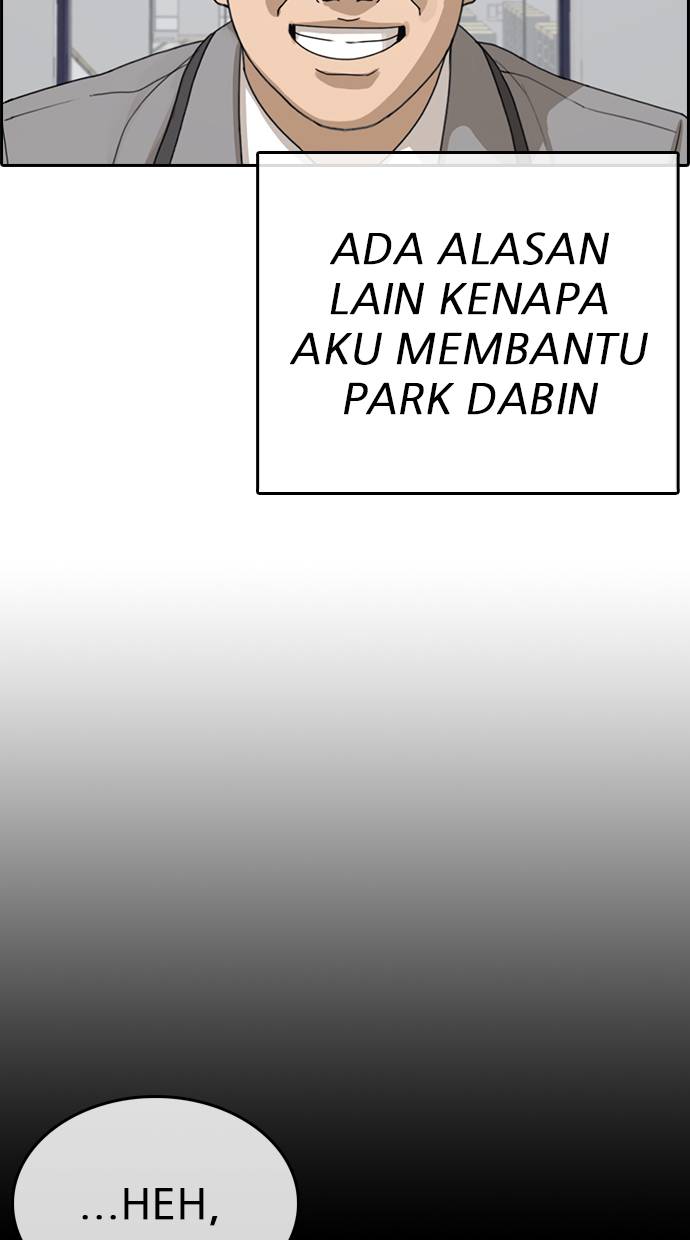 ADA ALASAN
LAIN KENAPA
AKU MEMBANTU
PARK DABIN
...HEH,